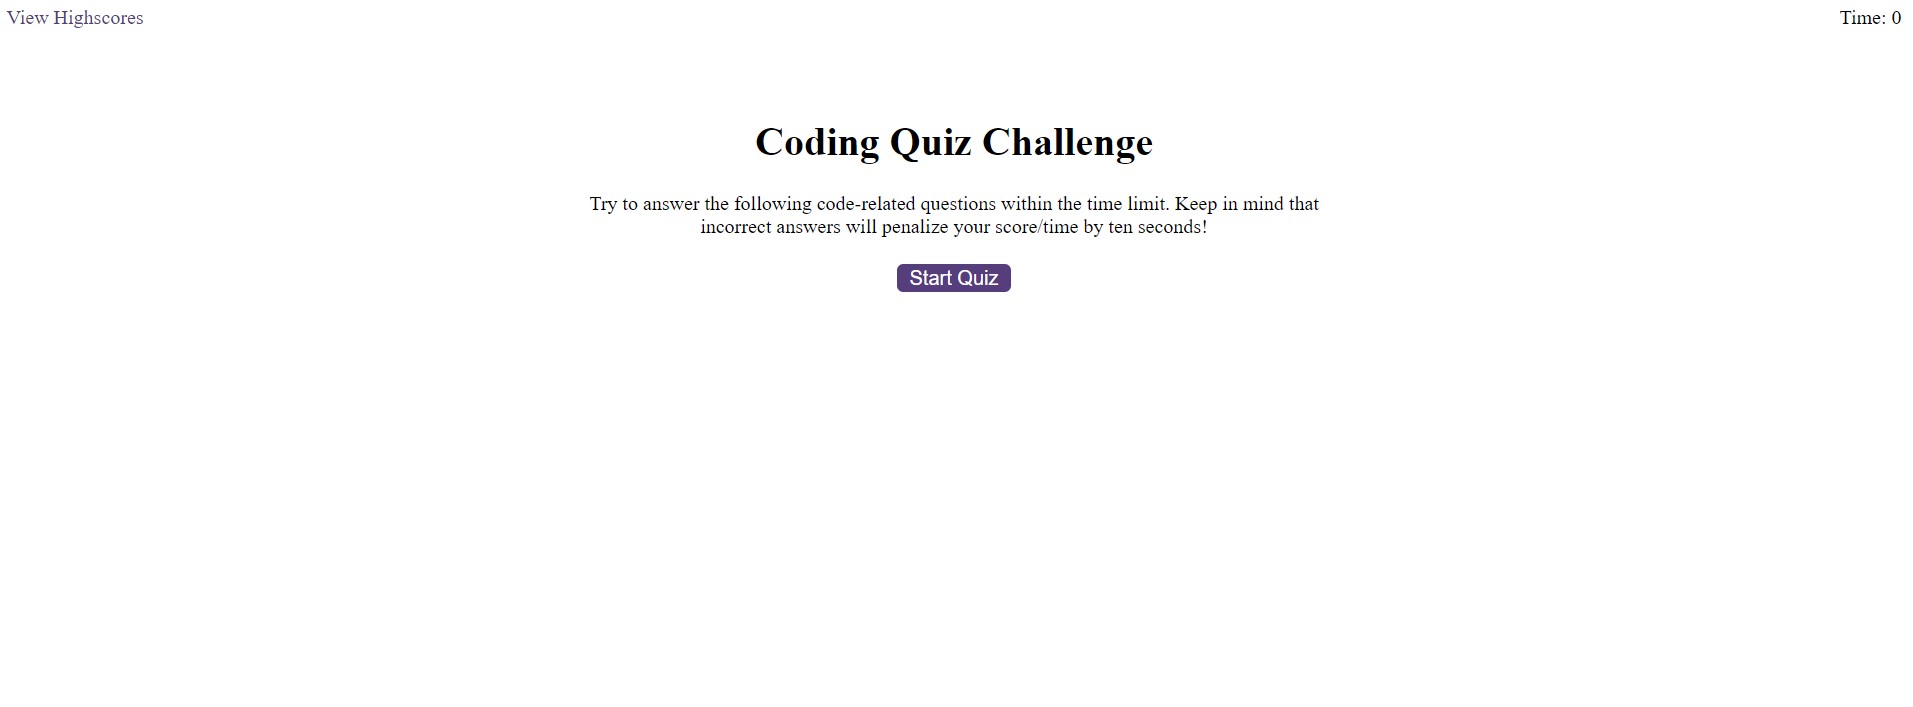 View Highscores
Time: 0
Coding Quiz Challenge
Try to answer the following code-related questions within the time limit. Keep in mind that
incorrect answers will penalize your score/time by ten seconds!
Start Quiz